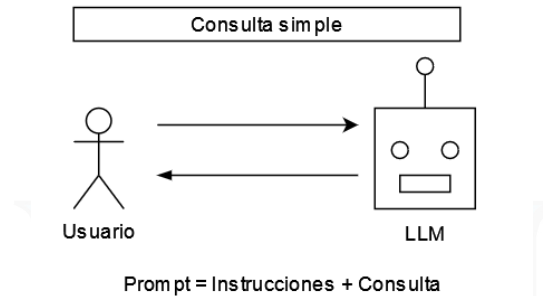 Consulta simple
Usuario
LLM
Prompt = Instrucciones + Consulta